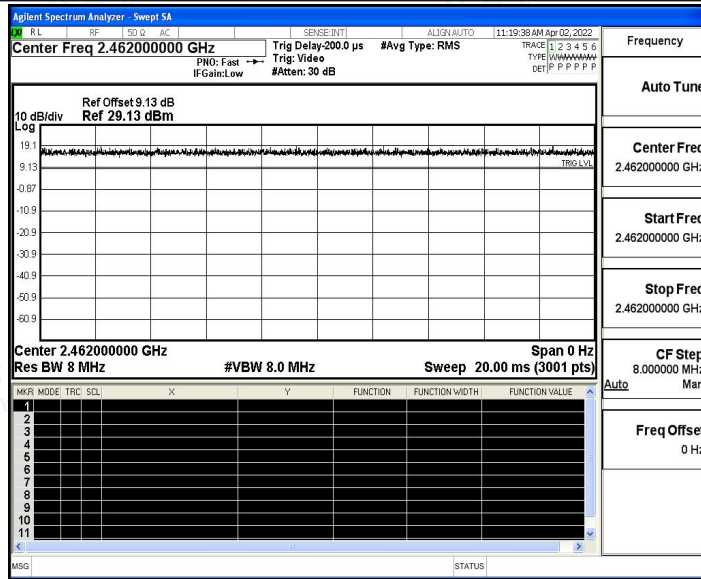 Agilent Spectrum Analyzer - Swept SA
LXI RL RF 50 Ω AC SENSE:INT ALIGN AUTO 11:19:38 AM Apr 02, 2022
Center Freq 2.462000000 GHz
PNO: Fast
IFGain:Low
Trig Delay-200.0 µs
Trig: Video
#Atten: 30 dB
#Avg Type: RMS
TRACE 1 2 3 4 5 6
TYPE W
DET P P P P P P
Ref Offset 9.13 dB
10 dB/div Ref 29.13 dBm
Log
19.1
9.13
TRIG LVL
-0.87
-10.9
-20.9
-30.9
-40.9
-50.9
-60.9
Center 2.462000000 GHz Span 0 Hz
Res BW 8 MHz #VBW 8.0 MHz Sweep 20.00 ms (3001 pts)
MKR MODE TRC SCL X Y FUNCTION FUNCTION WIDTH FUNCTION VALUE
1
2
3
4
5
6
7
8
9
10
11
MSG STATUS
Frequency
Auto Tune
Center Freq
2.462000000 GHz
Start Freq
2.462000000 GHz
Stop Freq
2.462000000 GHz
CF Step
8.000000 MHz
Auto Man
Freq Offset
0 Hz